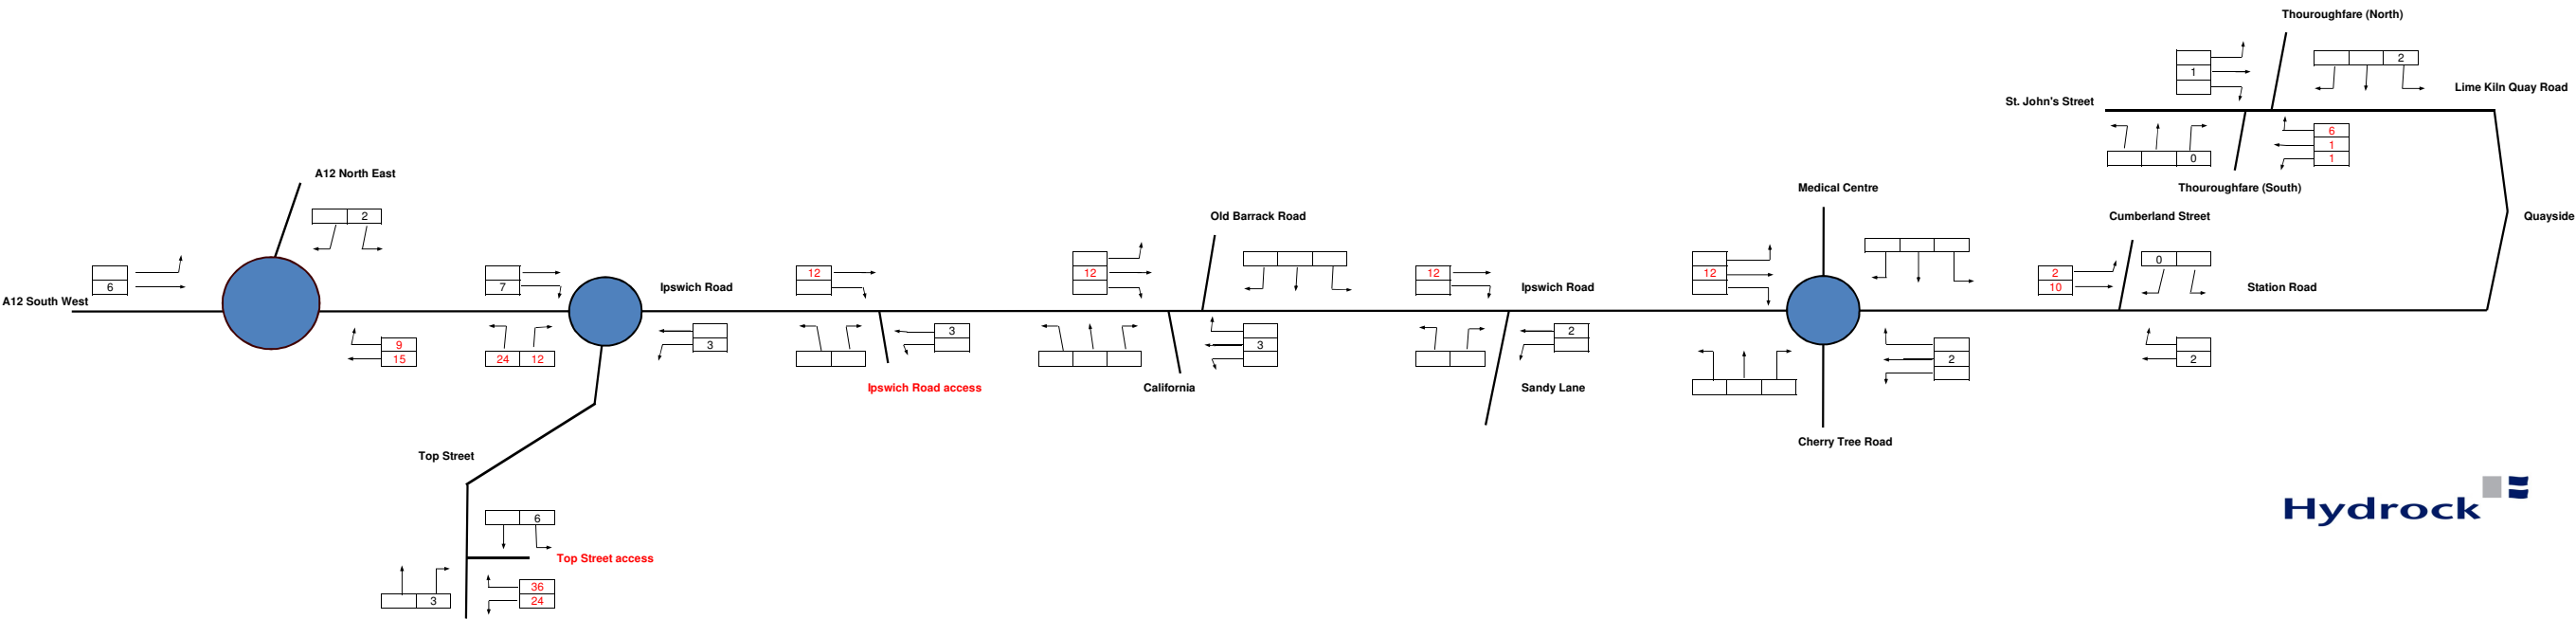 Thouroughfare (North)
2
1
Lime Kiln Quay Road
St. John's Street
6
1
1
0
A12 North East
Medical Centre
Thouroughfare (South)
2
Old Barrack Road
Cumberland Street
Quayside
0
6
7
12
12
12
12
2
10
A12 South West
Ipswich Road
Ipswich Road
Station Road
9
15
24 12
3
3
3
2
2
2
Ipswich Road access
California
Sandy Lane
Cherry Tree Road
Top Street
6
Hydrock
Top Street access
36
24
3